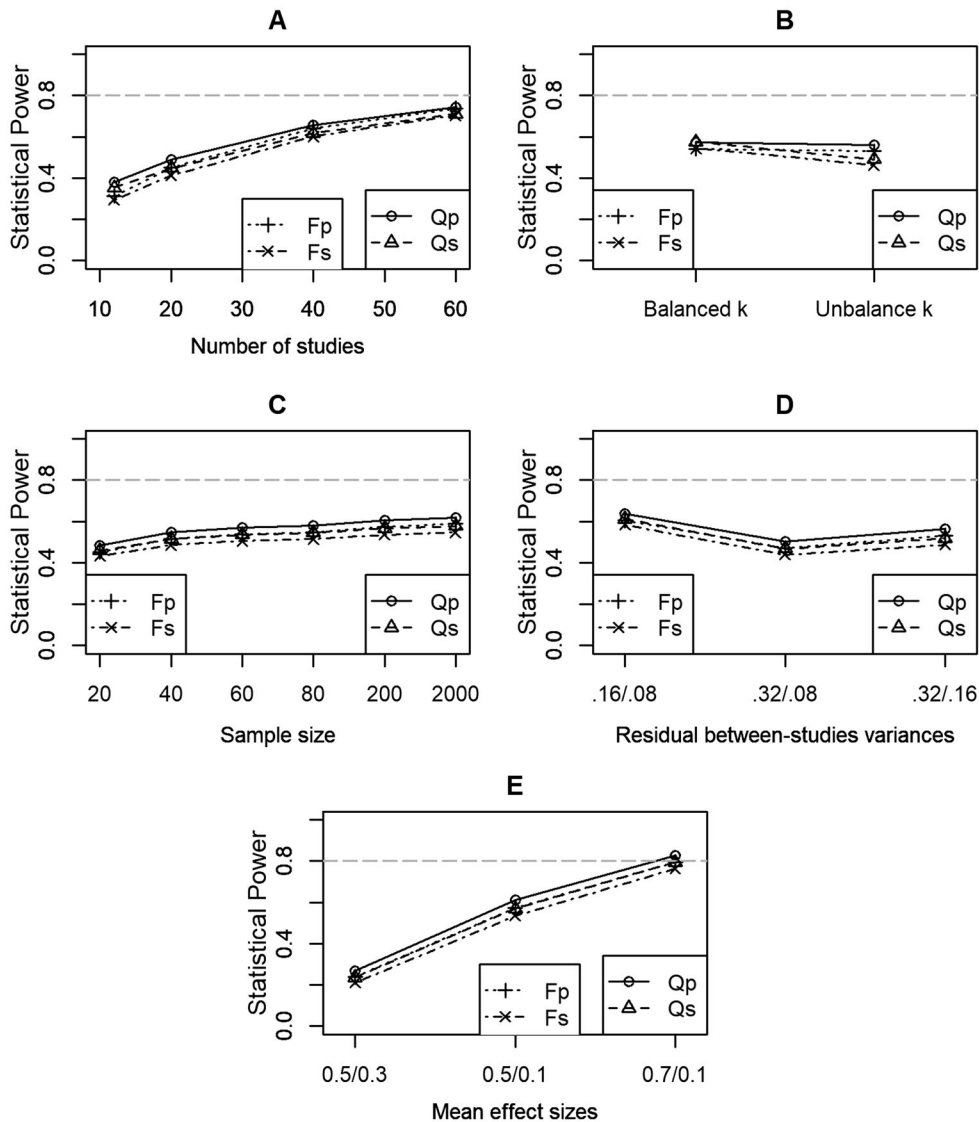 A
Statistical Power
0.0 0.4 0.8
10 20 30 40 50 60
Number of studies
Fp
Fs
Qp
Qs
B
Statistical Power
0.0 0.4 0.8
Balanced k Unbalance k
Fp
Fs
Qp
Qs
C
Statistical Power
0.0 0.4 0.8
20 40 60 80 200 2000
Sample size
Fp
Fs
Qp
Qs
D
Statistical Power
0.0 0.4 0.8
.16/.08 .32/.08 .32/.16
Residual between-studies variances
Fp
Fs
Qp
Qs
E
Statistical Power
0.0 0.4 0.8
0.5/0.3 0.5/0.1 0.7/0.1
Mean effect sizes
Fp
Fs
Qp
Qs